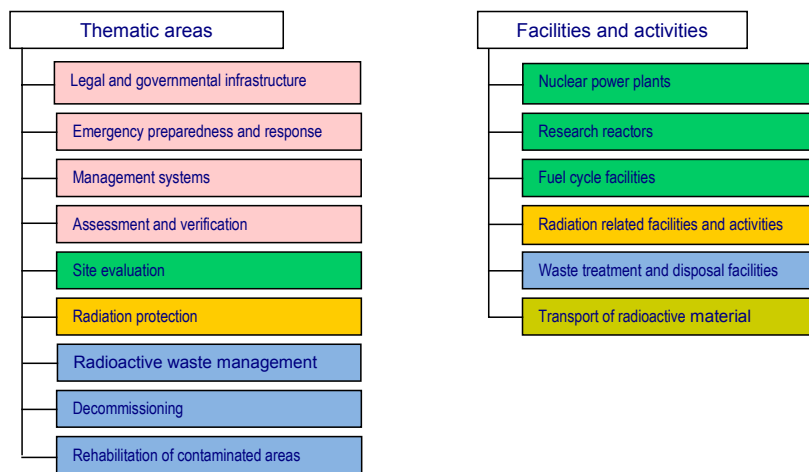 Thematic areas
Legal and governmental infrastructure
Emergency preparedness and response
Management systems
Assessment and verification
Site evaluation
Radiation protection
Radioactive waste management
Decommissioning
Rehabilitation of contaminated areas
Facilities and activities
Nuclear power plants
Research reactors
Fuel cycle facilities
Radiation related facilities and activities
Waste treatment and disposal facilities
Transport of radioactive material